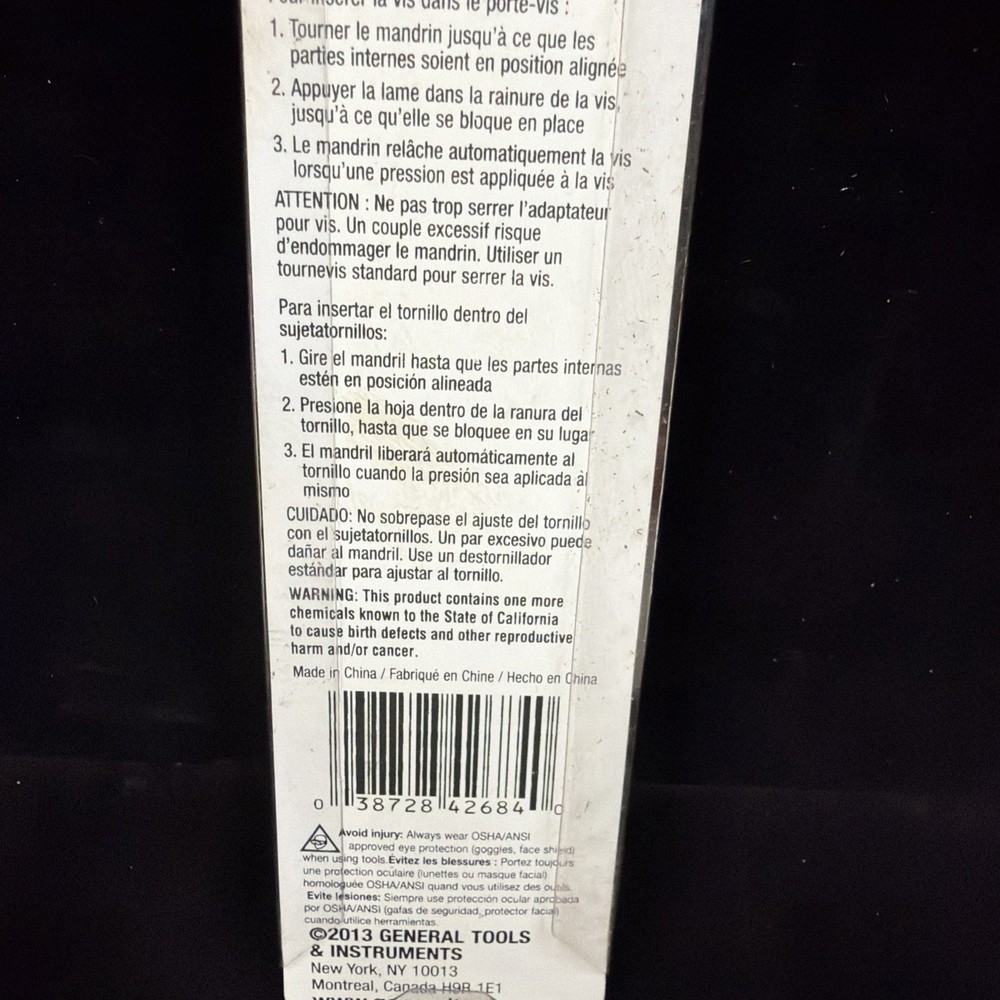 Pour insérer la vis dans le porte-vis :
1. Tourner le mandrin jusqu'à ce que les
parties internes soient en position alignée
2. Appuyer la lame dans la rainure de la vis,
jusqu'à ce qu'elle se bloque en place
3. Le mandrin relâche automatiquement la vis
lorsqu'une pression est appliquée à la vis
ATTENTION : Ne pas trop serrer l'adaptateur
pour vis. Un couple excessif risque
d'endommager le mandrin. Utiliser un
tournevis standard pour serrer la vis.
Para insertar el tornillo dentro del
sujetatornillos:
1. Gire el mandril hasta que les partes internas
estén en posición alineada
2. Presione la hoja dentro de la ranura del
tornillo, hasta que se bloquee en su lugar
3. El mandril liberará automáticamente al
tornillo cuando la presión sea aplicada àl
mismo
CUIDADO: No sobrepase el ajuste del tornillo
con el sujetatornillos. Un par excesivo puede
dañar al mandril. Use un destornillador
estándar para ajustar al tornillo.
WARNING: This product contains one more
chemicals known to the State of California
to cause birth defects and other reproductive
harm and/or cancer.
Made in China / Fabriqué en Chine / Hecho en China
0 38728 42684 0
Avoid injury: Always wear OSHA/ANSI
approved eye protection (goggles, face shield)
when using tools.Évitez les blessures : Portez toujours
une protection oculaire (lunettes ou masque facial)
homologuée OSHA/ANSI quand vous utilisez des outils.
Evite lesiones: Siempre use protección ocular aprobada
por OSHA/ANSI (gafas de seguridad, protector facial)
cuando utilice herramientas.
©2013 GENERAL TOOLS
& INSTRUMENTS
New York, NY 10013
Montreal, Canada H9R 1E1